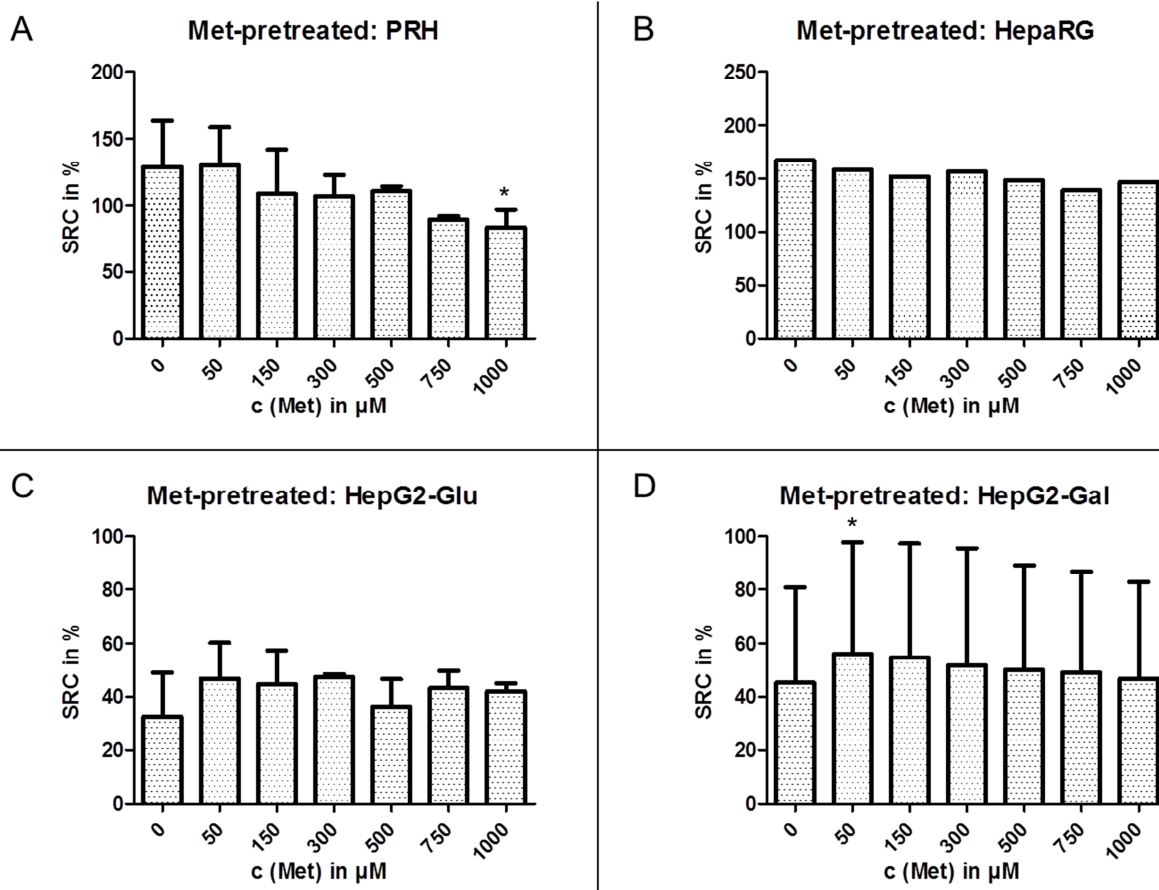 A
Met-pretreated: PRH
200
150
100
50
0
SRC in %
*
0 50 150 300 500 750 1000
c (Met) in µM
B
Met-pretreated: HepaRG
250
200
150
100
50
0
SRC in %
0 50 150 300 500 750 1000
c (Met) in µM
C
Met-pretreated: HepG2-Glu
100
80
60
40
20
0
SRC in %
0 50 150 300 500 750 1000
c (Met) in µM
D
Met-pretreated: HepG2-Gal
100
80
60
40
20
0
SRC in %
*
0 50 150 300 500 750 1000
c (Met) in µM